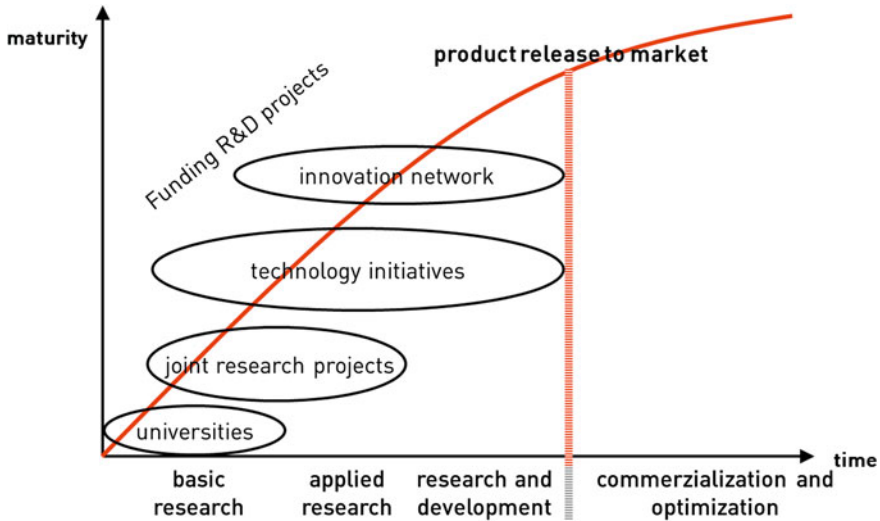 maturity
product release to market
Funding R&D projects
innovation network
technology initiatives
joint research projects
universities
time
basic
research
applied
research
research and
development
commerzialization and
optimization